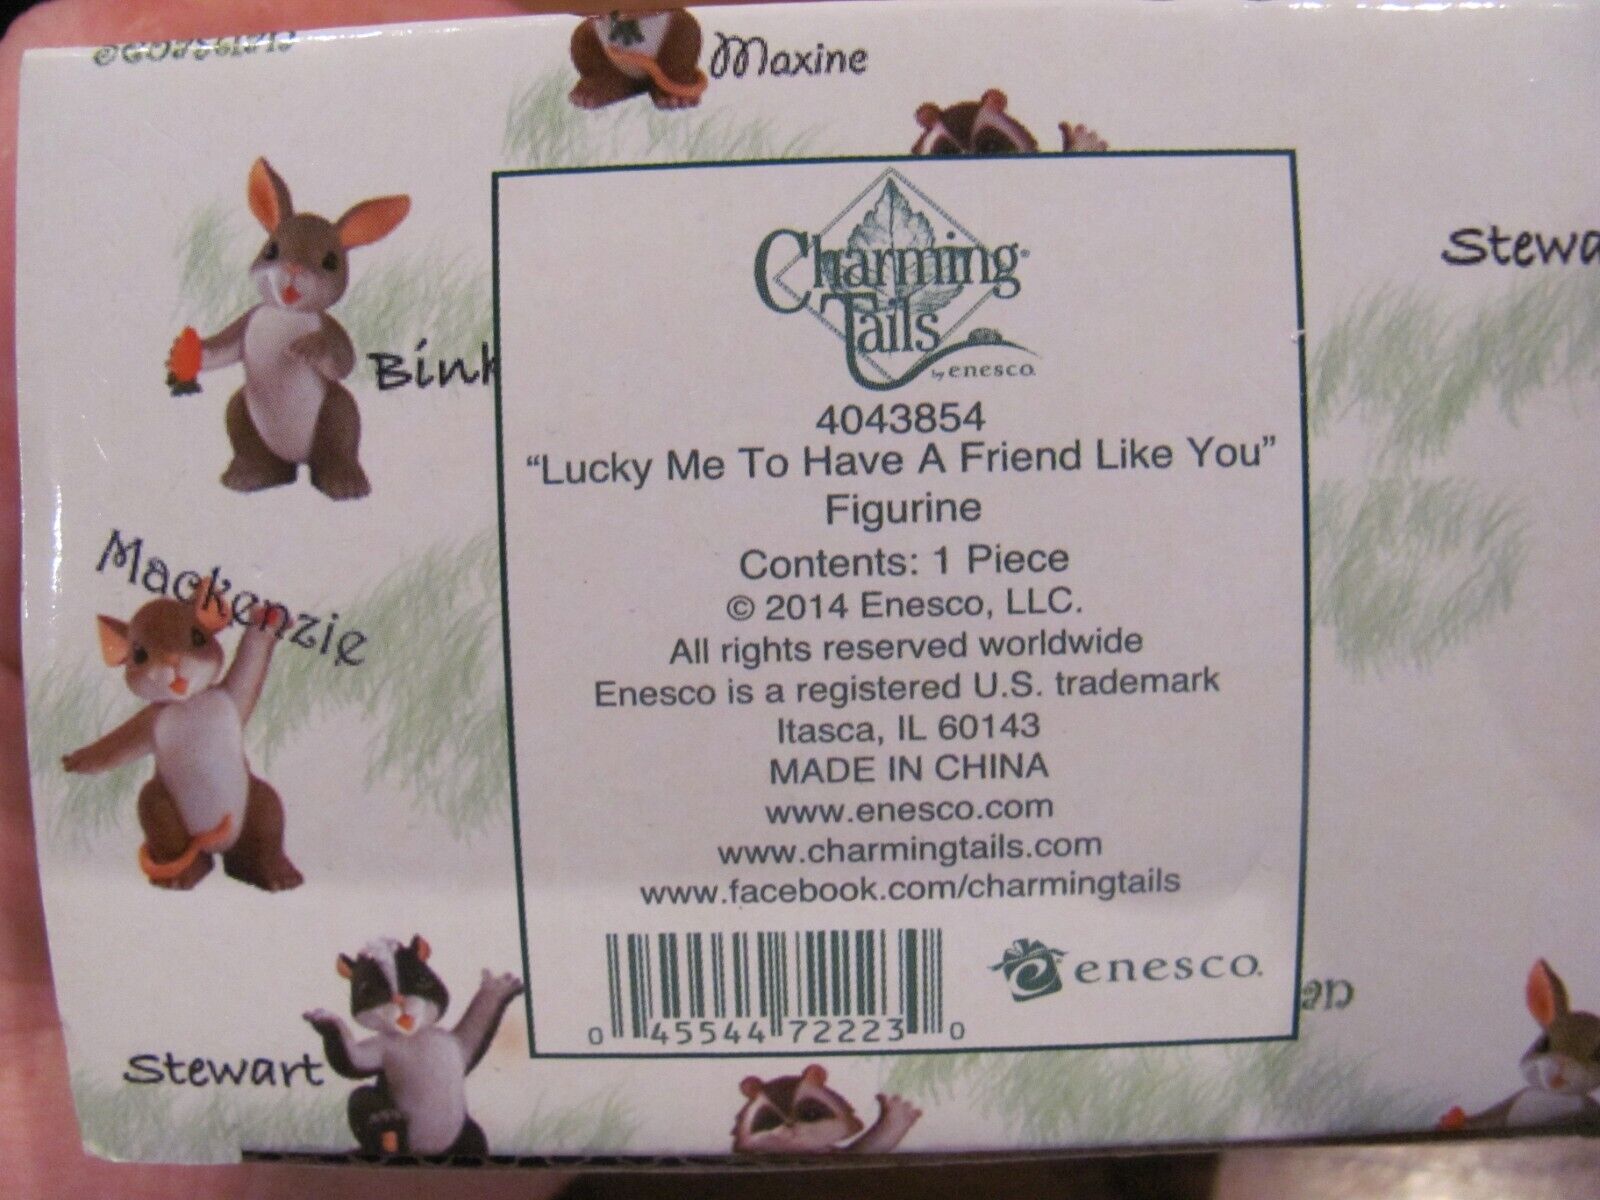 Maxine
Stewa
Bink
Mackenzie
Stewart
Charming
Tails
by enesco.
4043854
“Lucky Me To Have A Friend Like You”
Figurine
Contents: 1 Piece
© 2014 Enesco, LLC.
All rights reserved worldwide
Enesco is a registered U.S. trademark
Itasca, IL 60143
MADE IN CHINA
www.enesco.com
www.charmingtails.com
www.facebook.com/charmingtails
0 45544 72223 0
enesco.